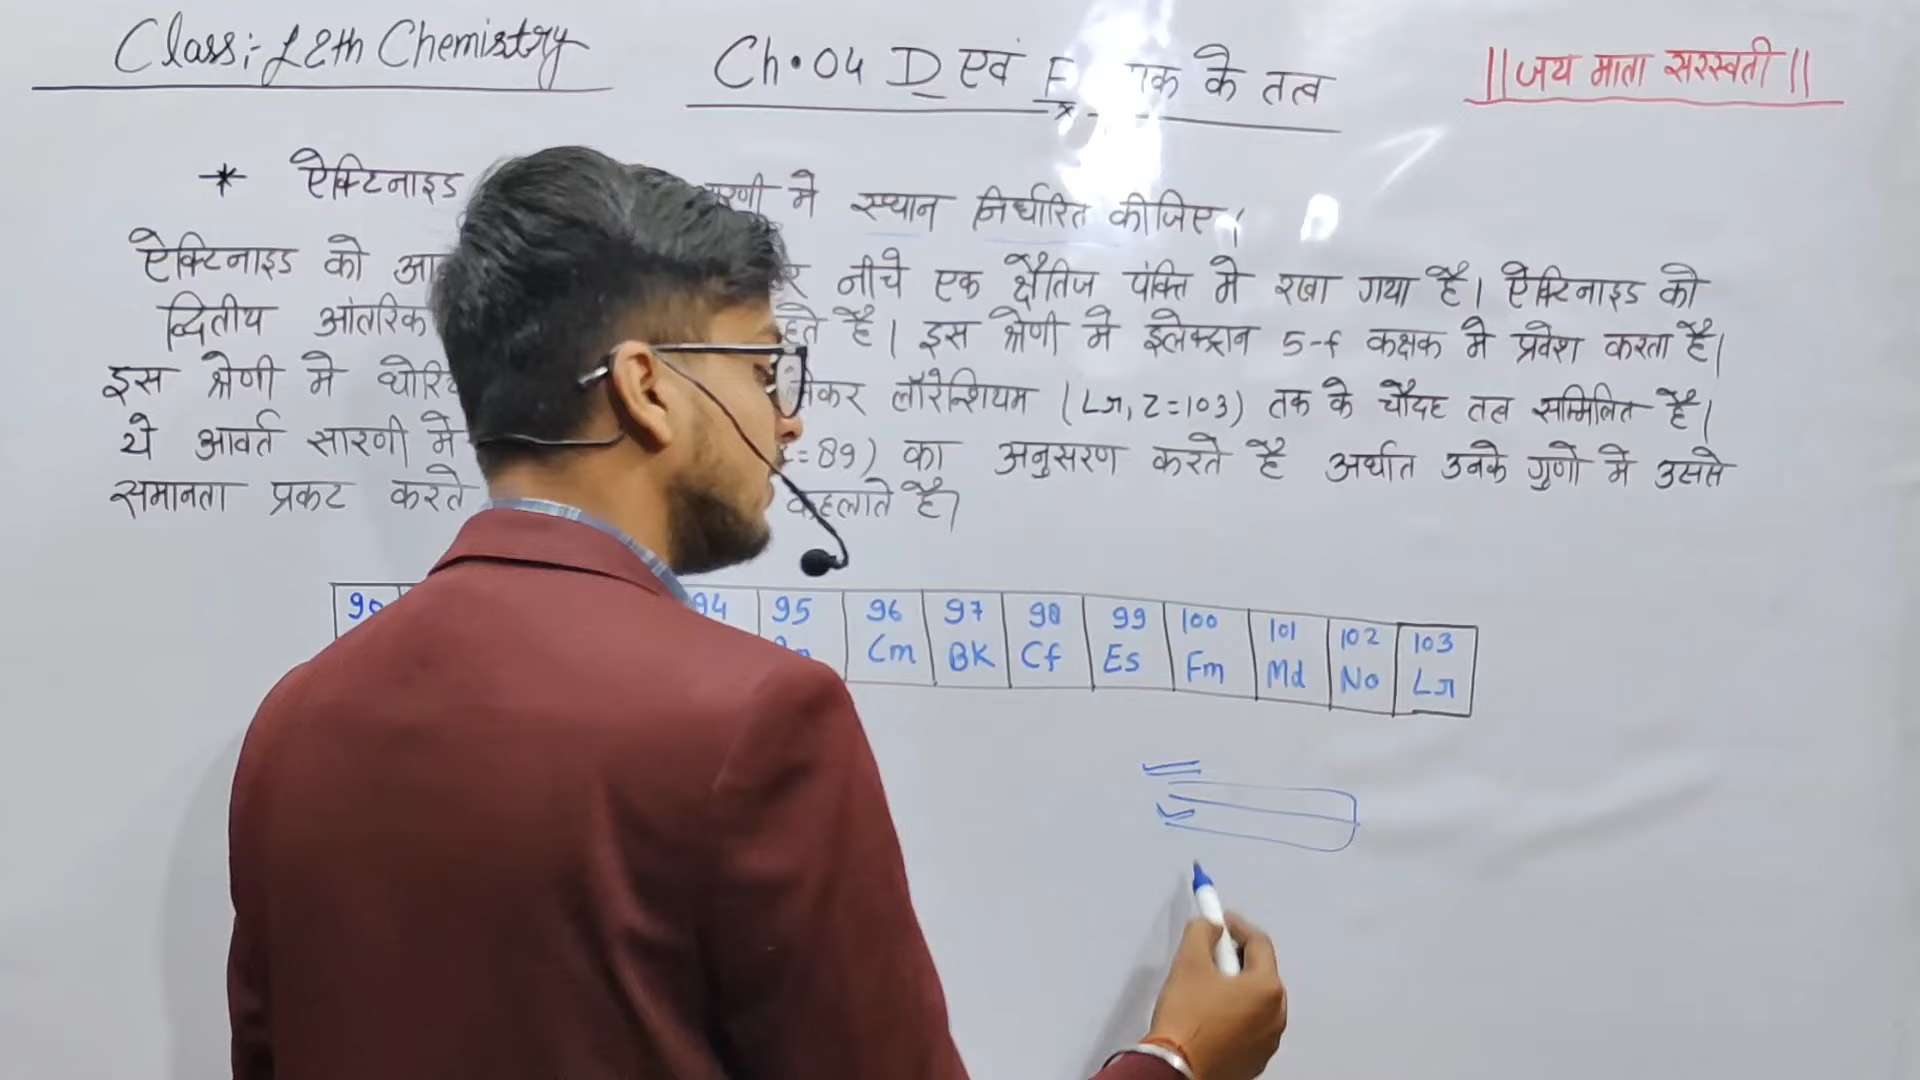 Class:- 12th Chemistry
Ch. 04 D एवं F के तत्व
||जय माता सरस्वती||
* ऐक्टिनाइड में स्थान निर्धारित कीजिए।
ऐक्टिनाइड को नीचे एक क्षैतिज पंक्ति मे रखा गया है। ऐक्टिनाइड को
द्वितीय आंतरिक है। इस श्रेणी मे इलेक्ट्रान 5-f कक्षक मे प्रवेश करता है।
इस श्रेणी मे लॉरेन्शियम (Lr, Z=103) तक के चौदह तत्व सम्मिलित है।
ये आवर्त सारणी में =89) का अनुसरण करते है अर्थात उनके गुणो मे उससे
समानता प्रकट करते कहलाते है।
90 94 95 96 97 98 99 100 101 102 103
Cm BK Cf Es Fm Md No Lr